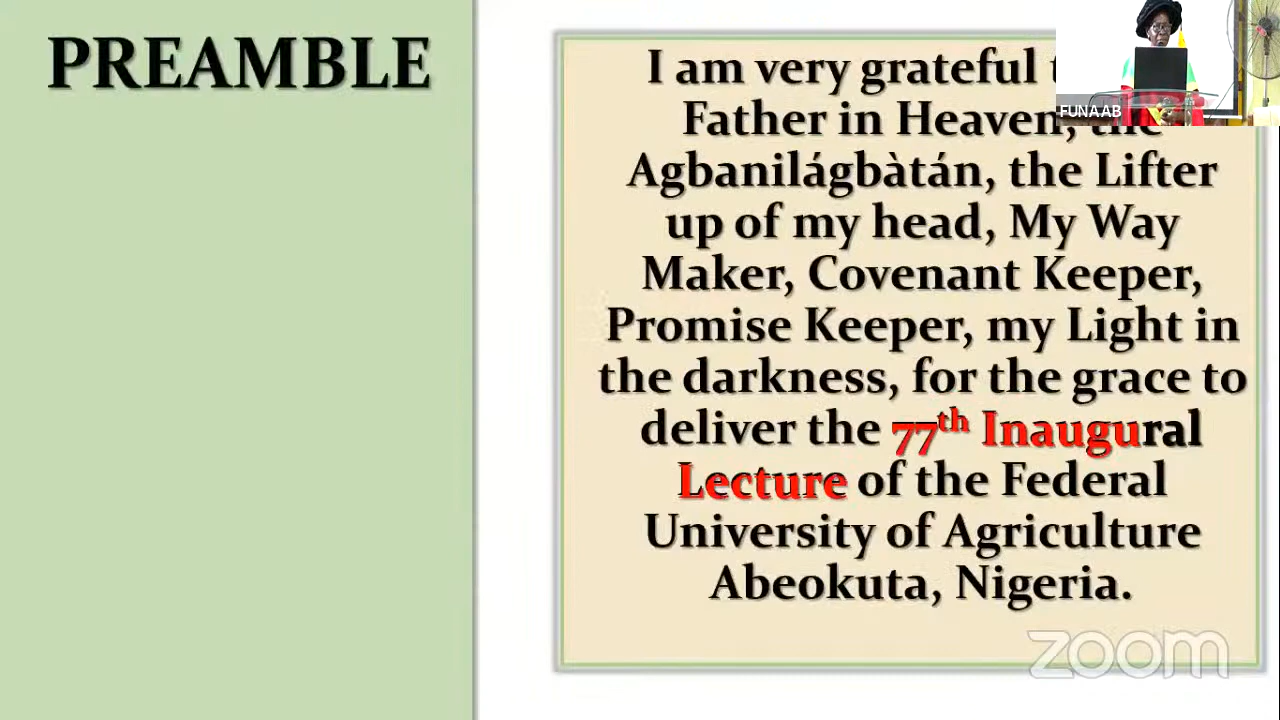 PREAMBLE
I am very grateful
Father in Heaven, the
Agbanilágbàtán, the Lifter
up of my head, My Way
Maker, Covenant Keeper,
Promise Keeper, my Light in
the darkness, for the grace to
deliver the 77th Inaugural
Lecture of the Federal
University of Agriculture
Abeokuta, Nigeria.
FUNAAB
zoom